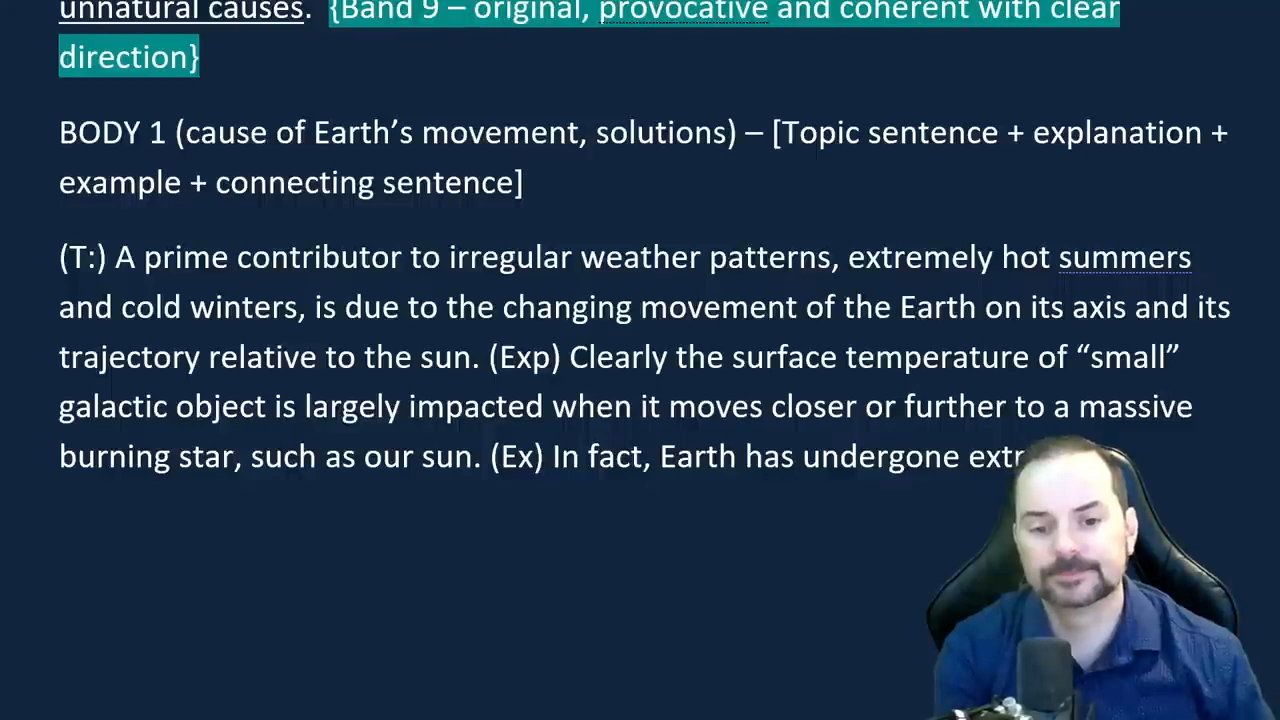 unnatural causes. {Band 9 – original, provocative and coherent with clear
direction}
BODY 1 (cause of Earth’s movement, solutions) – [Topic sentence + explanation +
example + connecting sentence]
(T:) A prime contributor to irregular weather patterns, extremely hot summers
and cold winters, is due to the changing movement of the Earth on its axis and its
trajectory relative to the sun. (Exp) Clearly the surface temperature of “small”
galactic object is largely impacted when it moves closer or further to a massive
burning star, such as our sun. (Ex) In fact, Earth has undergone